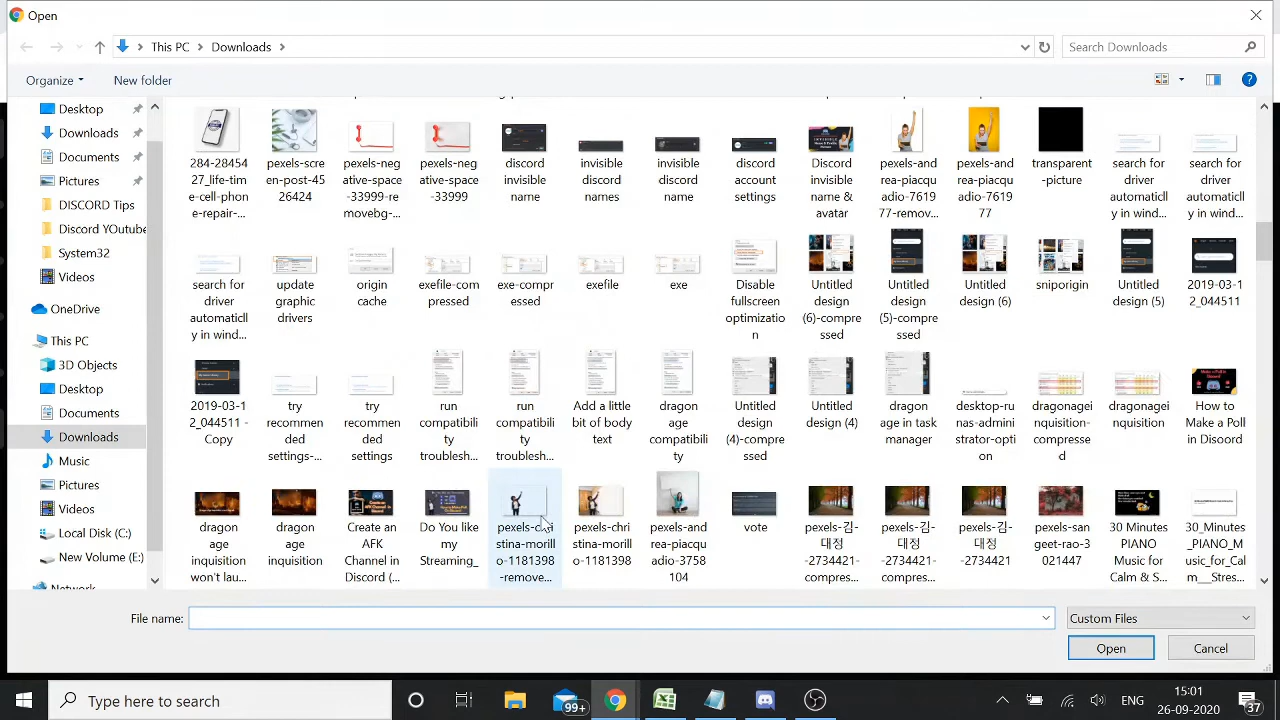 Open
This PC
Downloads
Search Downloads
Organize
New folder
Desktop
Downloads
Documents
Pictures
DISCORD Tips
Discord YOutube
System32
Videos
OneDrive
This PC
3D Objects
Desktop
Documents
Downloads
Music
Pictures
Videos
Local Disk (C:)
New Volume (E:)
Network
284-28454
27_life-tim
e-cell-phon
e-repair-...
pexels-scre
en-post-45
26424
pexels-neg
ative-space
-33999-re
movebg-...
pexels-neg
ative-space
-33999
discord
invisible
name
invisible
discord
names
invisible
discord
name
discord
aeount
settings
Discord
invisible
name &
avatar
pexels-and
rea-piacqu
adio-7619
77-remov...
pexels-and
rea-piacqu
adio-7619
77
transparent
-picture
search for
driver
automaticll
y in wind...
search for
driver
automaticll
y in wind...
search for
driver
automaticll
y in wind...
update
graphic
drivers
origin
cache
exefile-com
pressed
exe-compr
essed
exefile
exe
Disable
fullscreen
optimizatio
n
Untitled
design
(6)-compre
ssed
Untitled
design
(5)-compre
ssed
Untitled
design (6)
sniporigin
Untitled
design (5)
2019-03-1
2_044511
2019-03-1
2_044511 -
Copy
try
recommen
ded
settings-...
try
recommen
ded
settings
run
compatibili
ty
troublesh...
run
compatibili
ty
troublesh...
Add a little
bit of body
text
dragon
age
compatibili
ty
Untitled
design
(4)-compre
ssed
Untitled
design (4)
dragon
age in task
manager
desktop-ru
nas-admini
strator-opti
on
dragonagei
nquisition-
compresse
d
dragonagei
nquisition
How to
Make a Poll
in Disoord
dragon
age
inquisition
won't lau...
dragon
age
inquisition
Create an
AFK
Channel in
Discord (...
Do You like
my
Streaming_
pexels-chri
stina-morill
o-1181398
-remove...
pexels-chri
stina-morill
o-1181398
pexels-and
rea-piacqu
adio-3758
104
vote
pexels-김-
대정
-2734421-
compres...
pexels-김-
대정
-2734421-
compres...
pexels-김-
대정
-2734421
pexels-san
geet-rao-3
021447
30 Minutes
PIANO
Music for
Calm & S...
30_Minutes
_PIANO_M
usic_for_Cal
m___Stres...
File name:
Custom Files
Open
Cancel
Type here to search
99+
ENG
15:01
26-09-2020
37